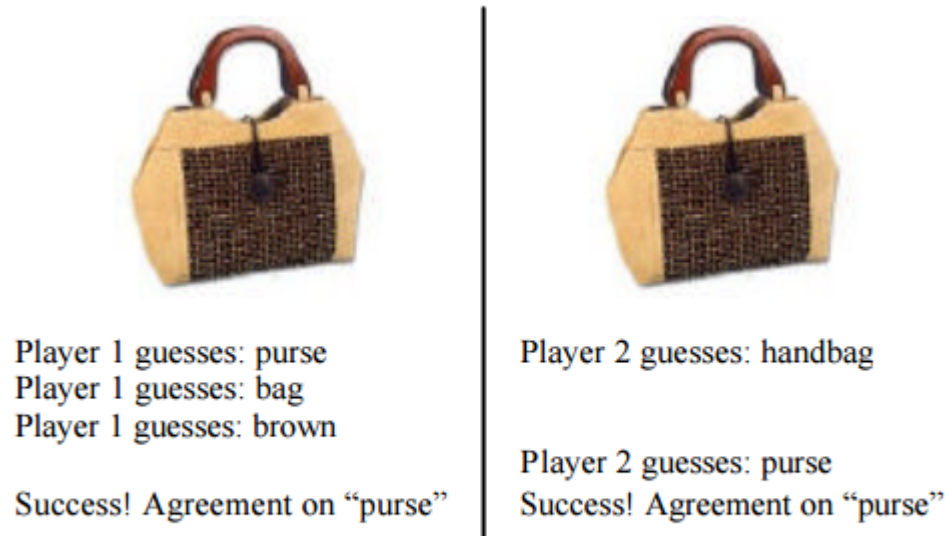 Player 1 guesses: purse
Player 1 guesses: bag
Player 1 guesses: brown
Success! Agreement on “purse”
Player 2 guesses: handbag
Player 2 guesses: purse
Success! Agreement on “purse”